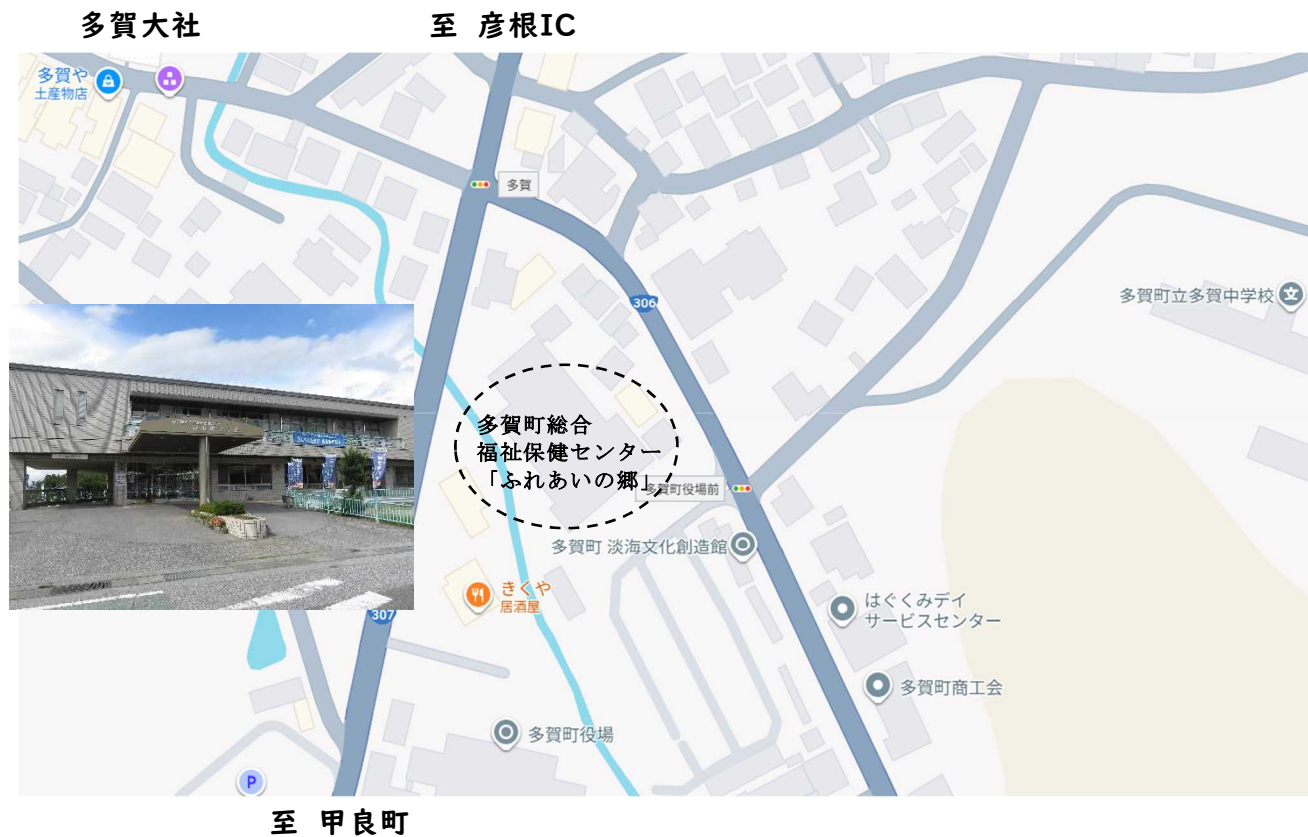 多賀大社
至 彦根IC
多賀や
土産物店
多賀
306
多賀町立多賀中学校
文
多賀町総合
福祉保健センター
「ふれあいの郷」
多賀町役場前
多賀町 淡海文化創造館
きくや
居酒屋
307
はぐくみデイ
サービスセンター
多賀町商工会
多賀町役場
P
至 甲良町